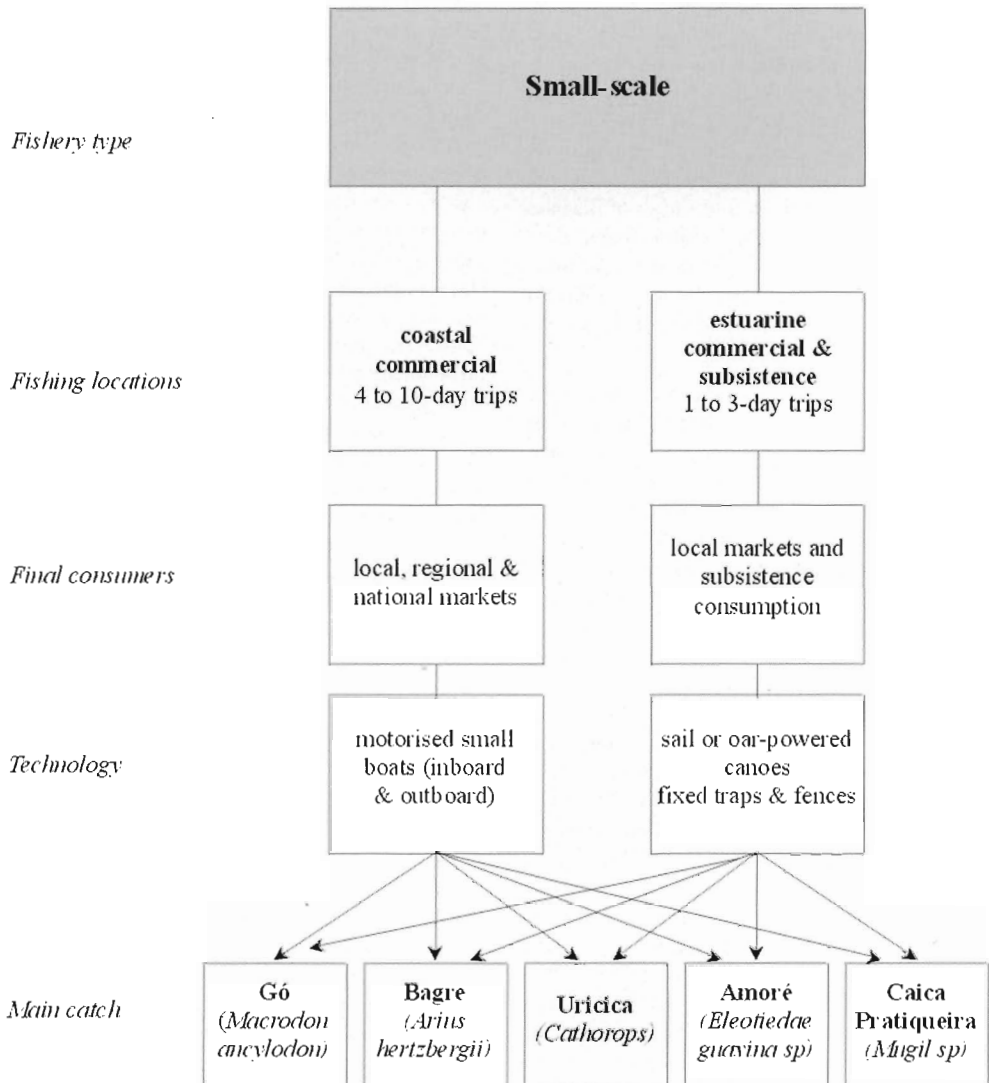 Small-scale
Fishery type
coastal
commercial
4 to 10-day trips
estuarine
commercial &
subsistence
1 to 3-day trips
Fishing locations
local, regional &
national markets
local markets and
subsistence
consumption
Final consumers
motorised small
boats (inboard
& outboard)
sail or oar-powered
canoes
fixed traps & fences
Technology
Main catch
Gó
(Macrodon
ancylodon)
Bagre
(Arius
hertzbergii)
Uricica
(Cathorops)
Amoré
(Eleotiedae
guavina sp)
Caica
Pratiqueira
(Mugil sp)